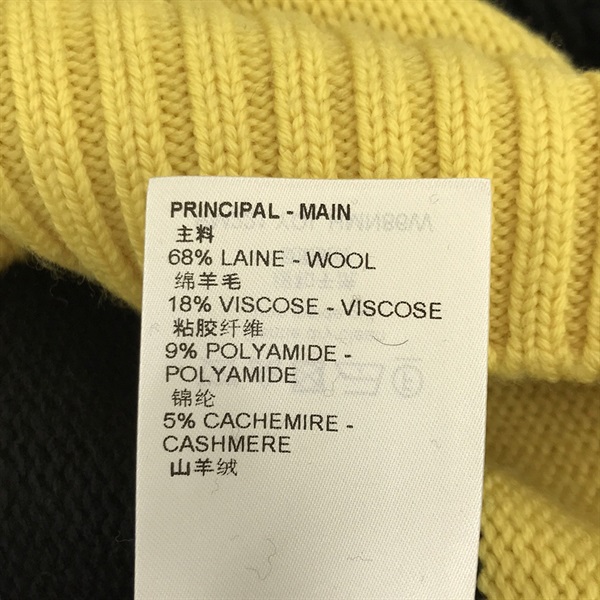 PRINCIPAL - MAIN
主料
68% LAINE - WOOL
绵羊毛
18% VISCOSE - VISCOSE
粘胶纤维
9% POLYAMIDE -
POLYAMIDE
锦纶
5% CACHEMIRE -
CASHMERE
山羊绒